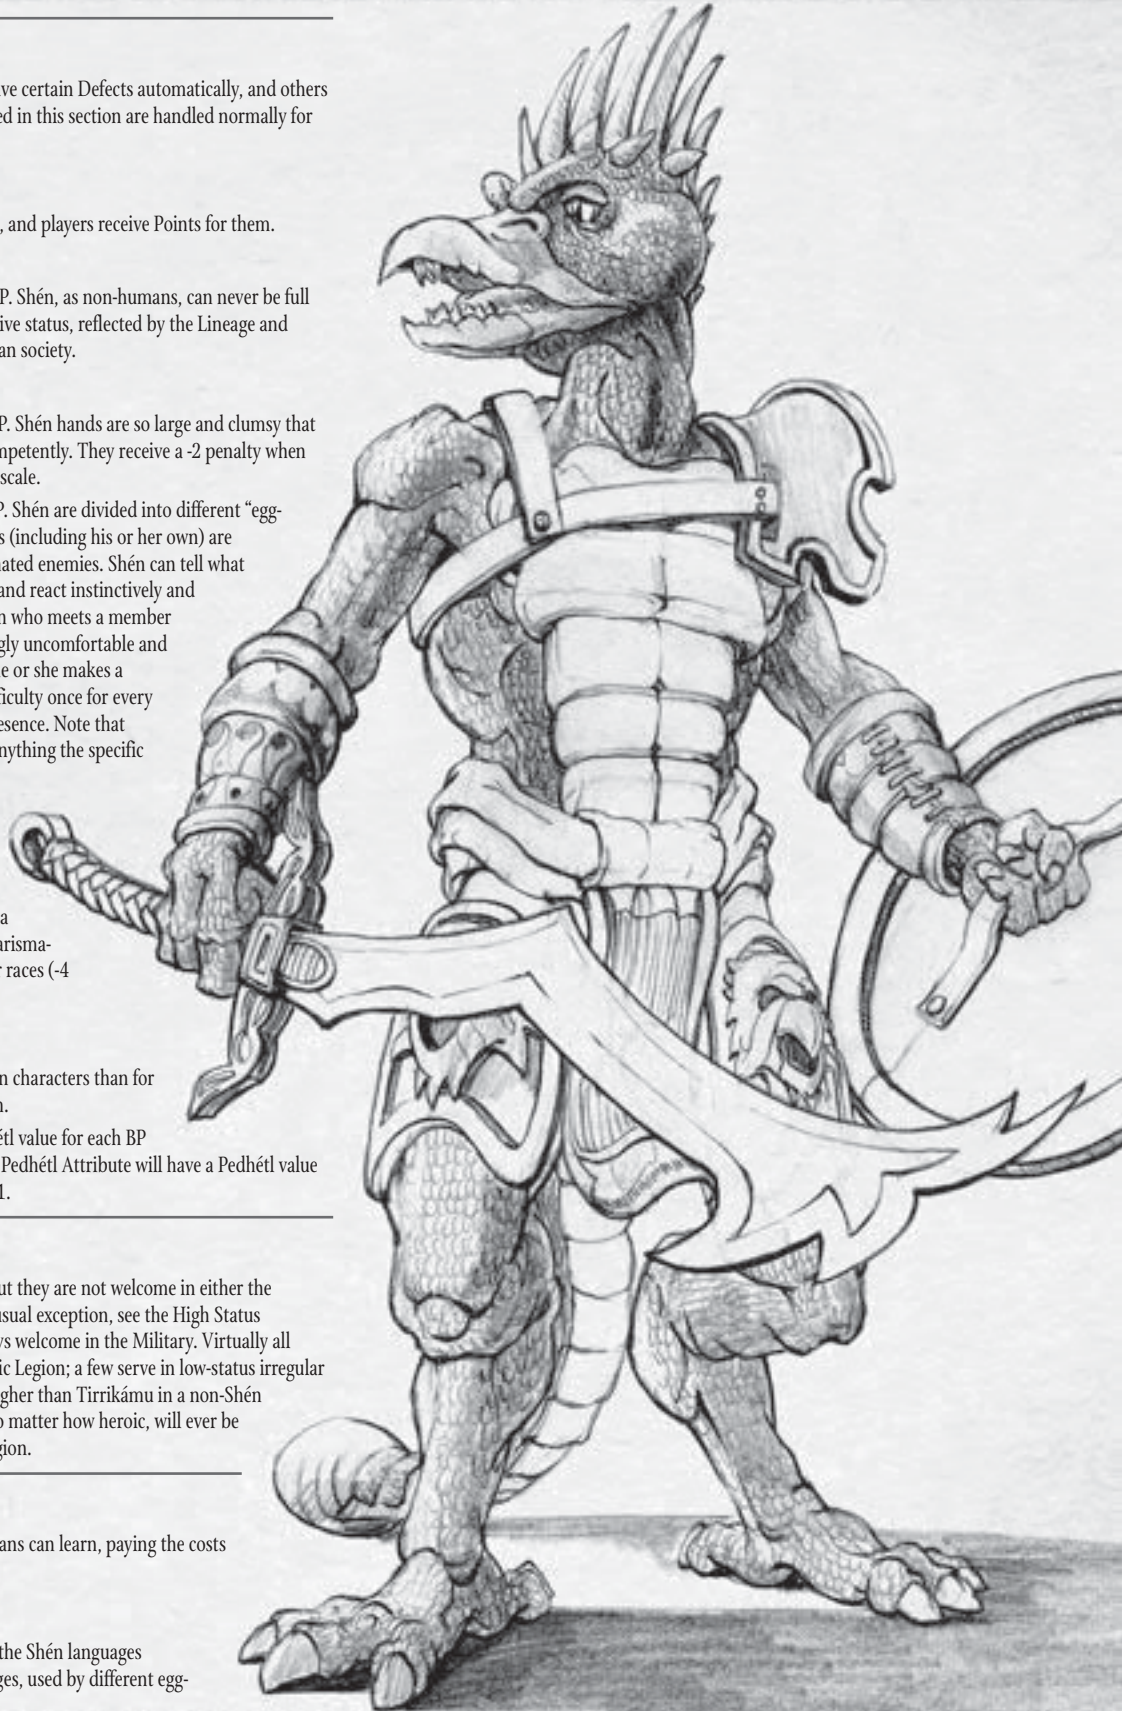 ve certain Defects automatically, and others
ed in this section are handled normally for
, and players receive Points for them.
P. Shén, as non-humans, can never be full
ive status, reflected by the Lineage and
an society.
P. Shén hands are so large and clumsy that
mpetently. They receive a -2 penalty when
scale.
P. Shén are divided into different “egg-
s (including his or her own) are
nated enemies. Shén can tell what
and react instinctively and
n who meets a member
gly uncomfortable and
e or she makes a
ficulty once for every
esence. Note that
nything the specific
a
arisma-
r races (-4
n characters than for
n.
étl value for each BP
Pedhétl Attribute will have a Pedhétl value
1.
ut they are not welcome in either the
usual exception, see the High Status
ys welcome in the Military. Virtually all
ic Legion; a few serve in low-status irregular
gher than Tirrikámu in a non-Shén
o matter how heroic, will ever be
gion.
ans can learn, paying the costs
the Shén languages
ges, used by different egg-